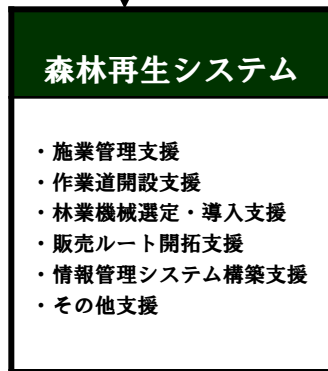 森林再生システム
・施業管理支援
・作業道開設支援
・林業機械選定・導入支援
・販売ルート開拓支援
・情報管理システム構築支援
・その他支援